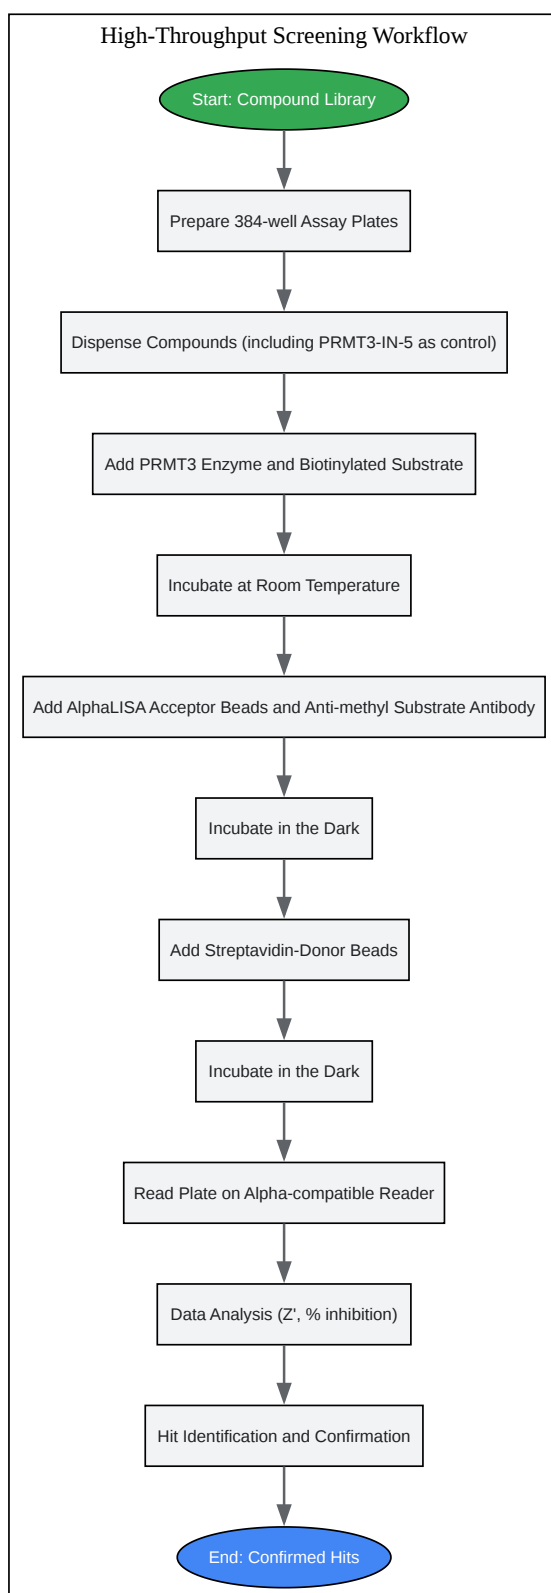 High-Throughput Screening Workflow
Start: Compound Library
Prepare 384-well Assay Plates
Dispense Compounds (including PRMT3-IN-5 as control)
Add PRMT3 Enzyme and Biotinylated Substrate
Incubate at Room Temperature
Add AlphaLISA Acceptor Beads and Anti-methyl Substrate Antibody
Incubate in the Dark
Add Streptavidin-Donor Beads
Incubate in the Dark
Read Plate on Alpha-compatible Reader
Data Analysis (Z', % inhibition)
Hit Identification and Confirmation
End: Confirmed Hits